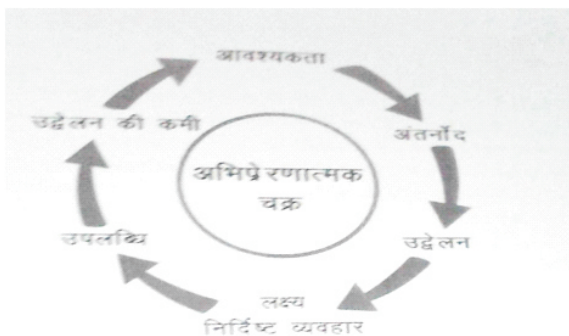 आवश्यकता
अंतर्नोद
उद्वेलन
लक्ष्य
निर्दिष्ट व्यवहार
उपलब्धि
उद्वेलन की कमी
अभिप्रेरणात्मक
चक्र